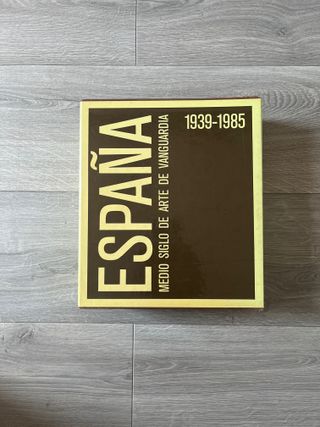 ESPAÑA
MEDIO SIGLO DE ARTE DE VANGUARDIA
1939-1985